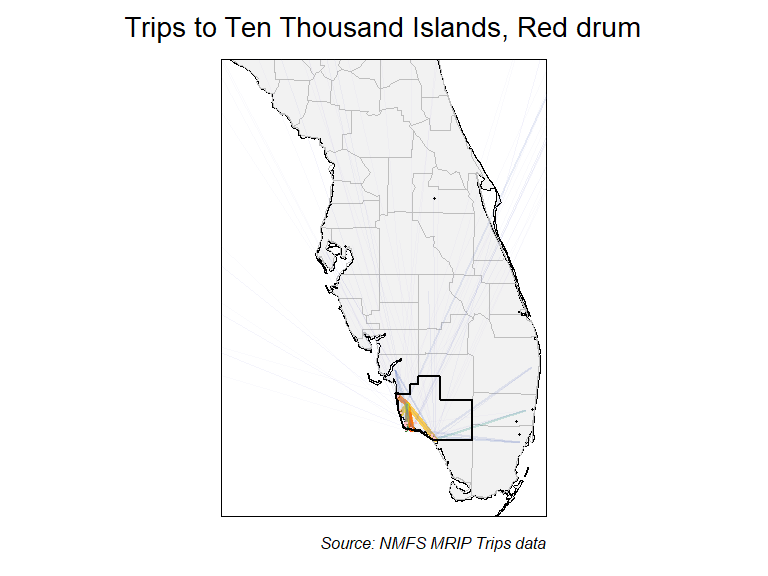 Trips to Ten Thousand Islands, Red drum
Source: NMFS MRIP Trips data